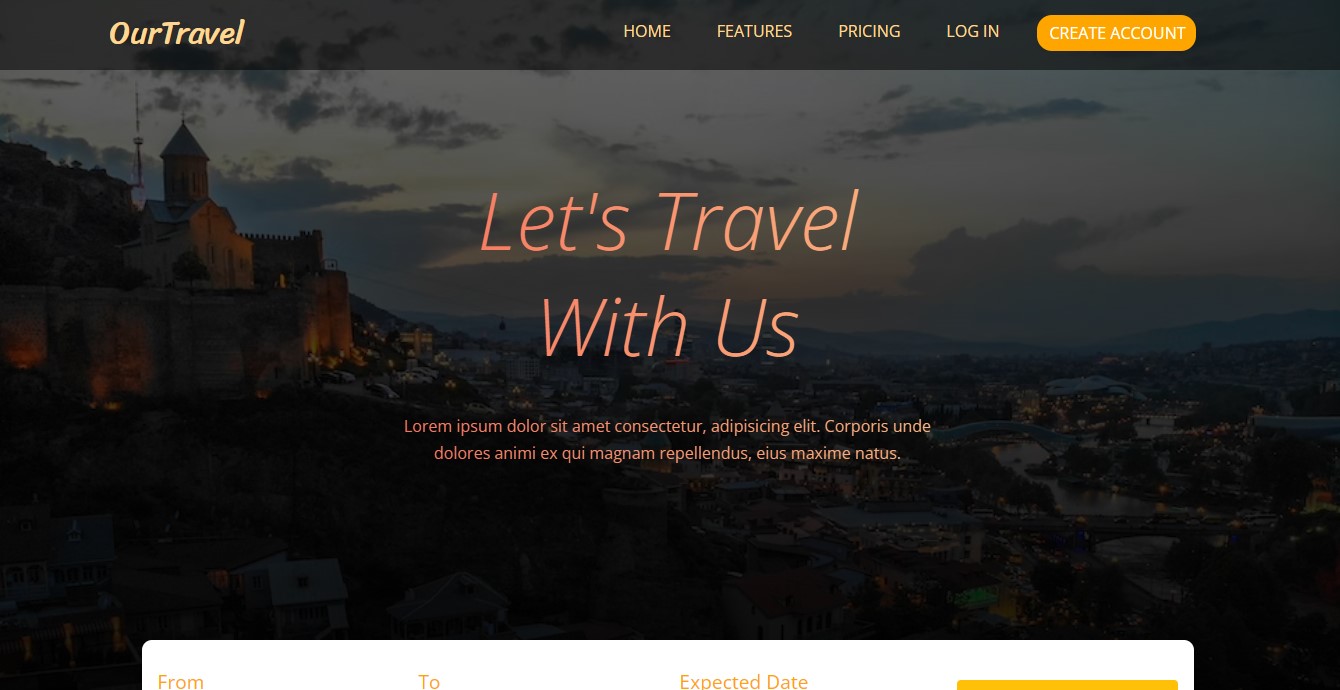 OurTravel
HOME FEATURES PRICING LOG IN CREATE ACCOUNT
Let's Travel
With Us
Lorem ipsum dolor sit amet consectetur, adipisicing elit. Corporis unde
dolores animi ex qui magnam repellendus, eius maxime natus.
From To Expected Date